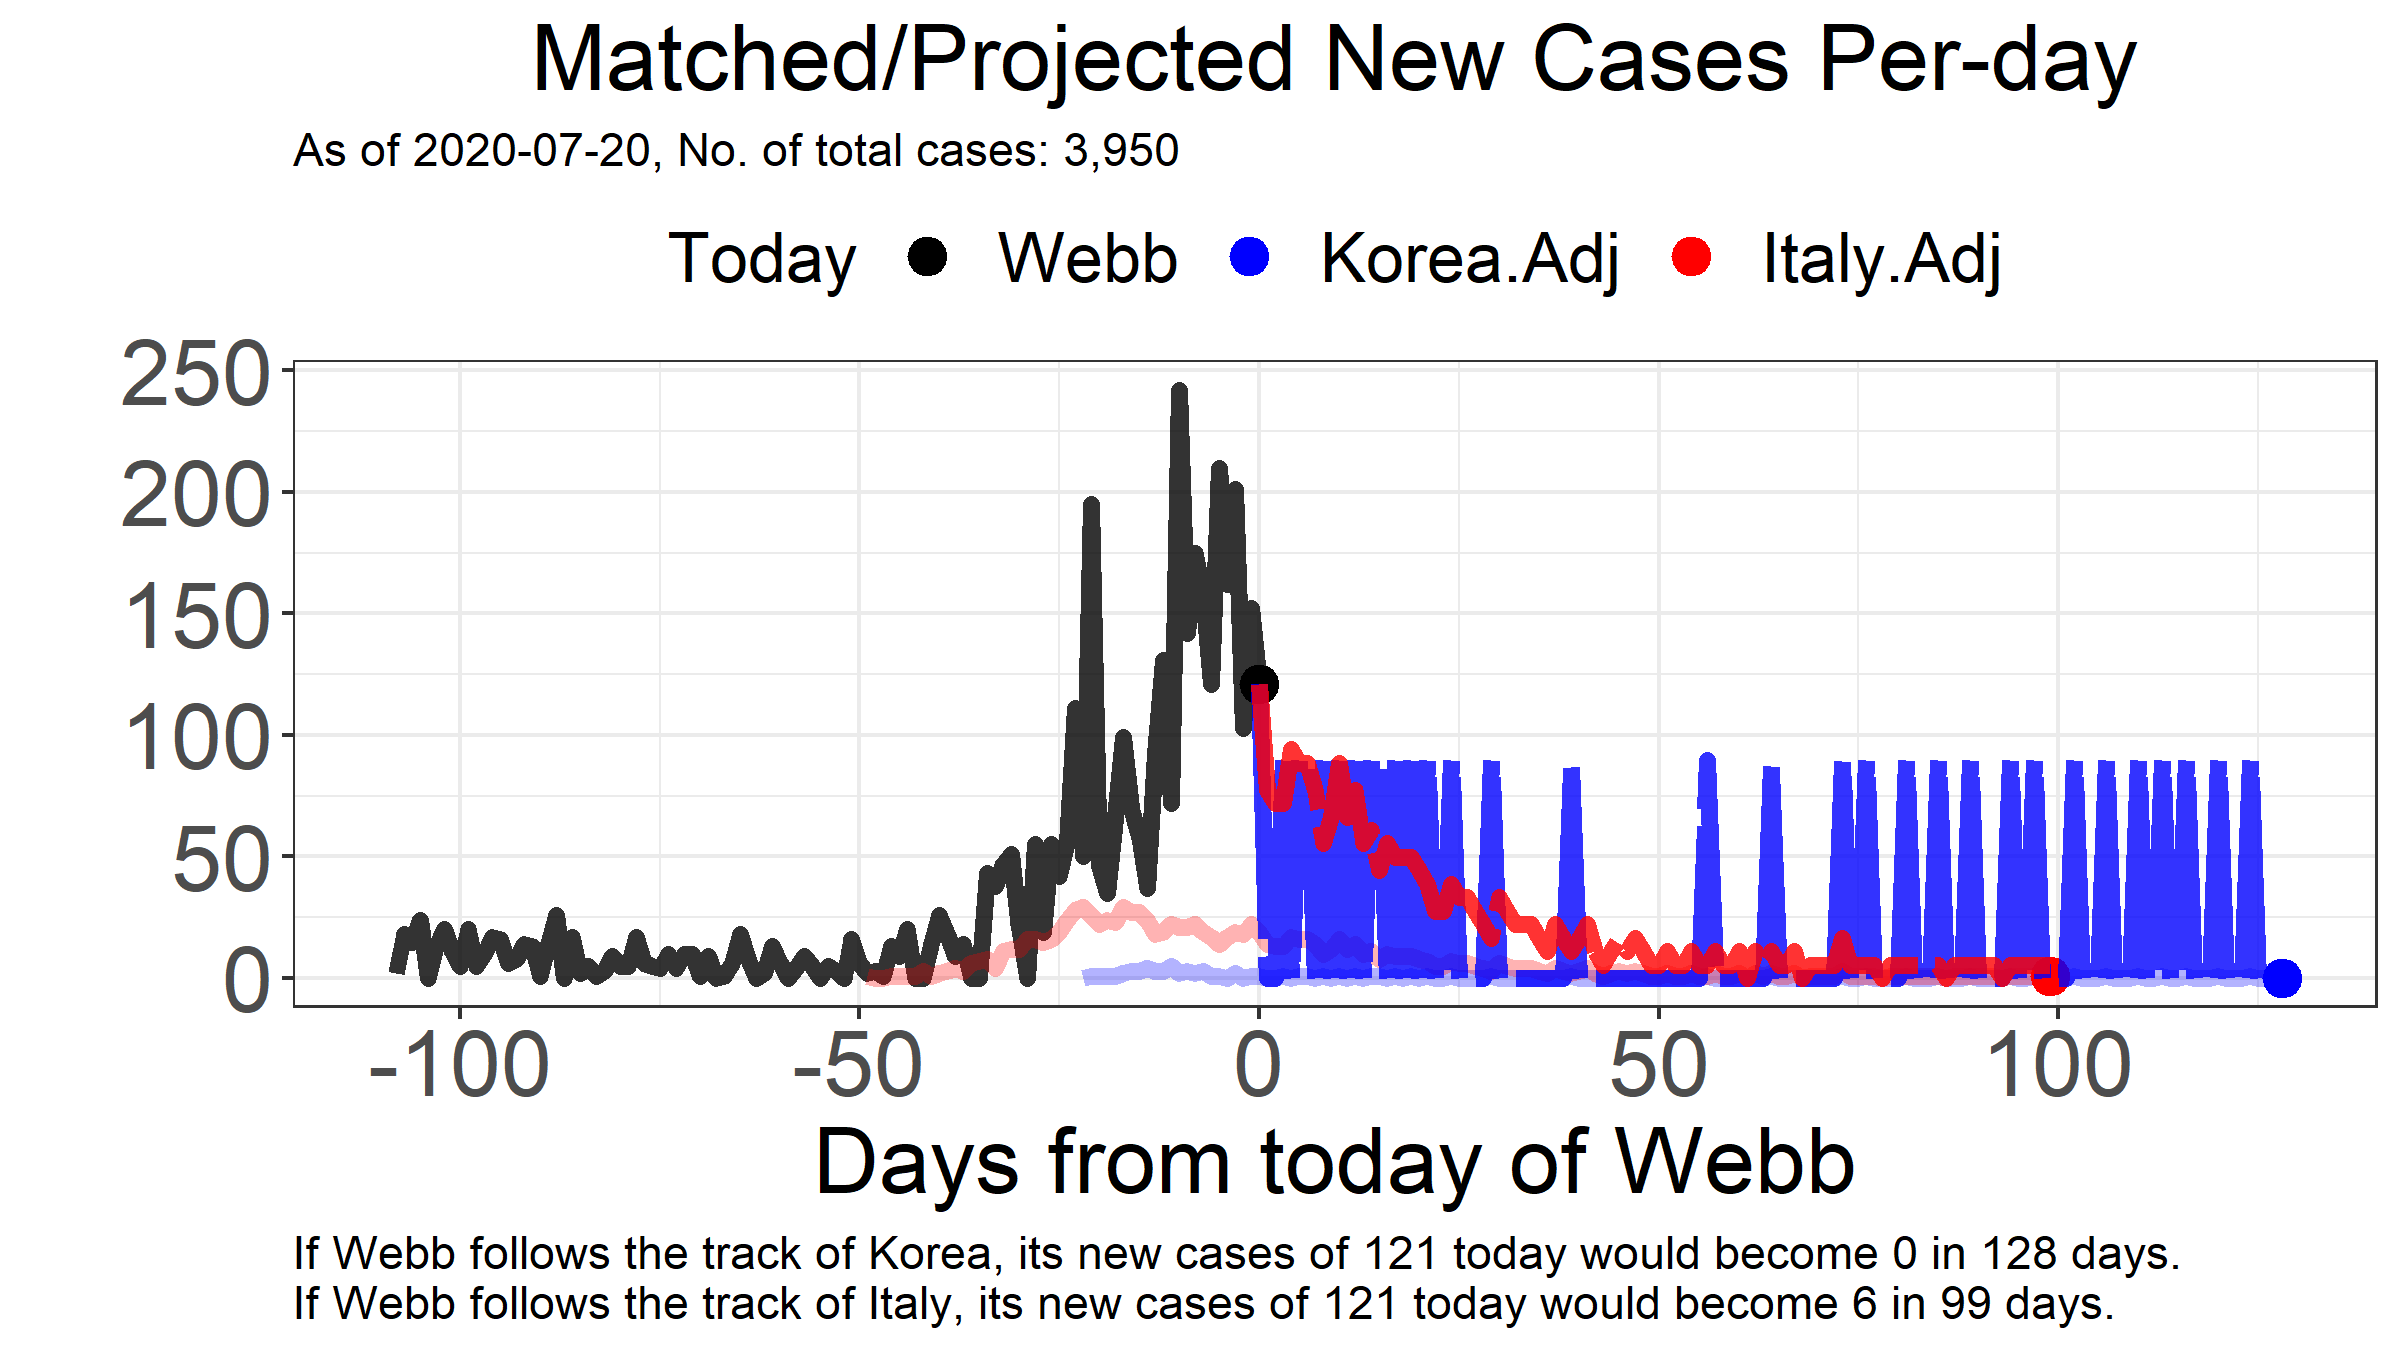 Matched/Projected New Cases Per-day
As of 2020-07-20, No. of total cases: 3,950
Today Webb Korea.Adj Italy.Adj
250
200
150
100
50
0
-100 -50 0 50 100
Days from today of Webb
If Webb follows the track of Korea, its new cases of 121 today would become 0 in 128 days.
If Webb follows the track of Italy, its new cases of 121 today would become 6 in 99 days.